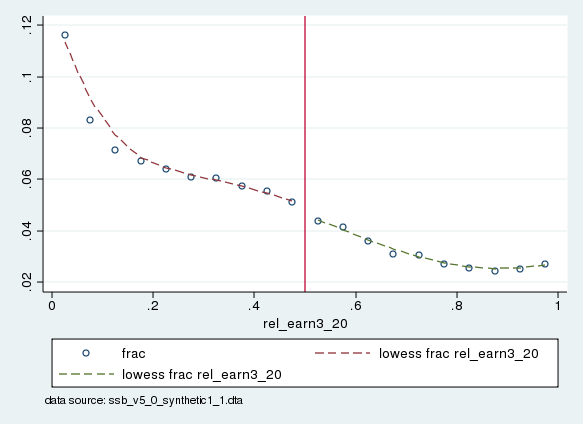 .12
.1
.08
.06
.04
.02
0 .2 .4 .6 .8 1
rel_earn3_20
frac lowess frac rel_earn3_20
lowess frac rel_earn3_20
data source: ssb_v5_0_synthetic1_1.dta